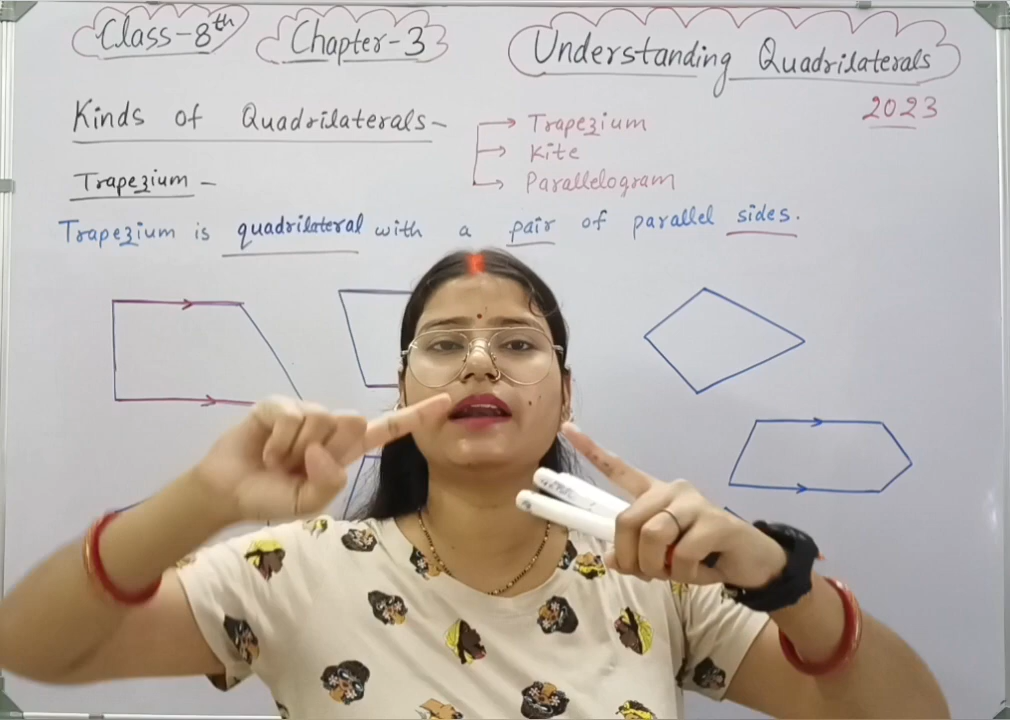 Class-8th Chapter-3 Understanding Quadrilaterals
2023
Kinds of Quadrilaterals-
Trapezium
Kite
Parallelogram
Trapezium -
Trapezium is quadrilateral with a pair of parallel sides.